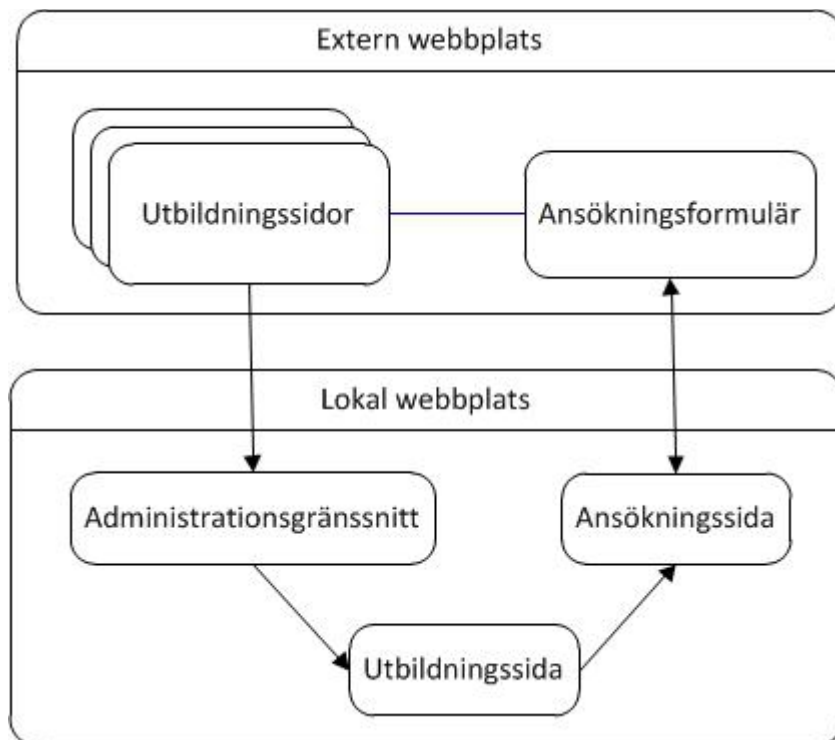 Extern webbplats
Utbildningssidor
Ansökningsformulär
Lokal webbplats
Administrationsgränssnitt
Ansökningssida
Utbildningssida